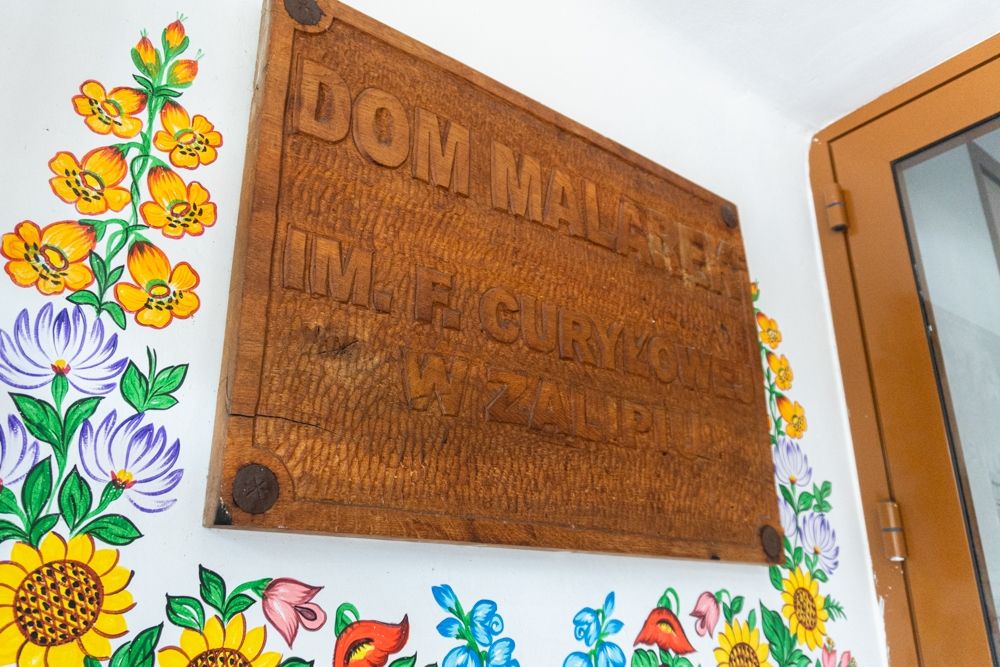 DOM MALAREK
IM. F. CURYŁOWEJ
W ZALIPIU